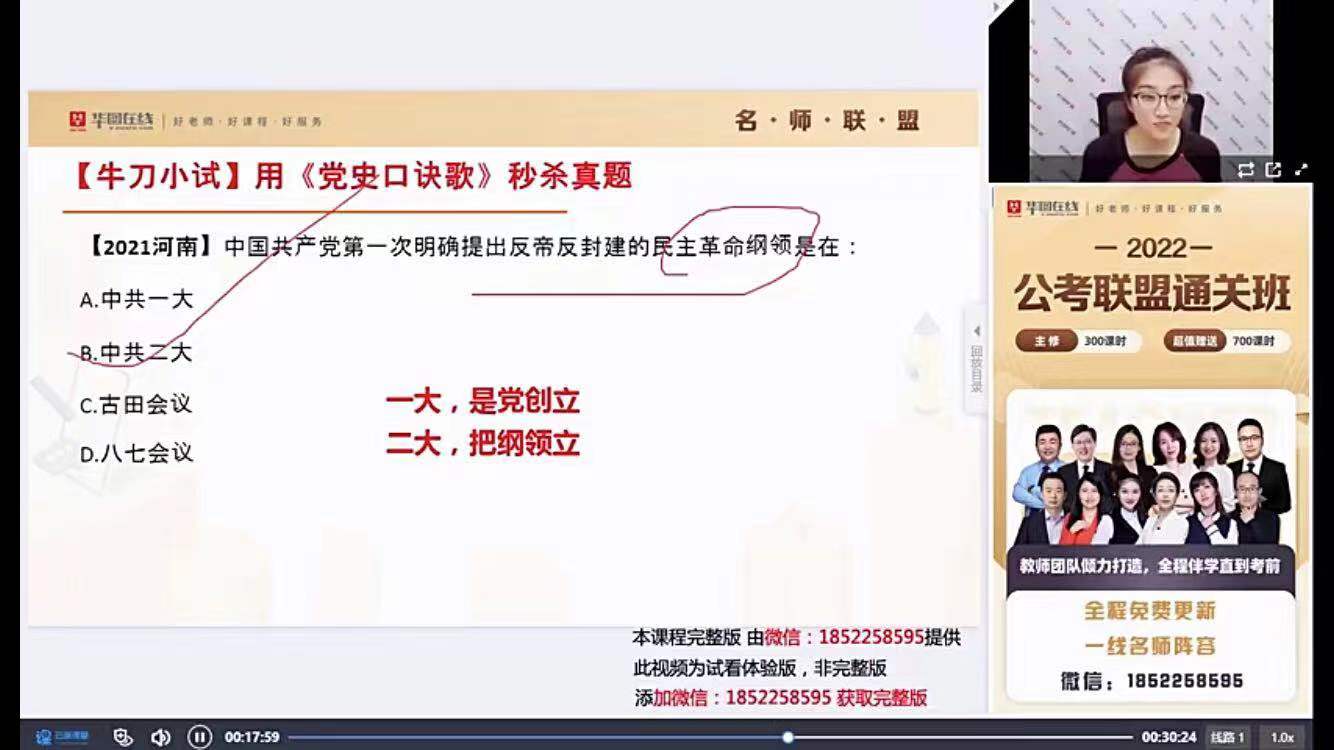 华图在线 | 好老师·好课程·好服务
名·师·联·盟
【牛刀小试】用《党史口诀歌》秒杀真题
【2021河南】中国共产党第一次明确提出反帝反封建的民主革命纲领是在：
A.中共一大
B.中共二大
C.古田会议
D.八七会议
一大，是党创立
二大，把纲领立
回放目录
本课程完整版 由微信：1852258595提供
此视频为试看体验版，非完整版
添加微信：1852258595 获取完整版
华图在线 | 好老师·好课程·好服务
—2022—
公考联盟通关班
主修 300课时 超值赠送 700课时
教师团队倾力打造，全程伴学直到考前
全程免费更新
一线名师阵容
微信：1852258595
00:17:59
00:30:24 线路1 1.0x